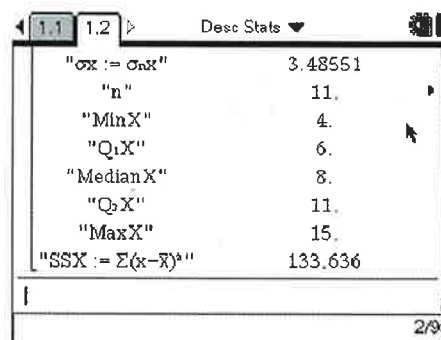 1.1 1.2 Desc Stats
"σx := σₙx" 3.48551
"n" 11.
"MinX" 4.
"Q₁X" 6.
"MedianX" 8.
"Q₃X" 11.
"MaxX" 15.
"SSX := Σ(x-x̄)²" 133.636
2/9